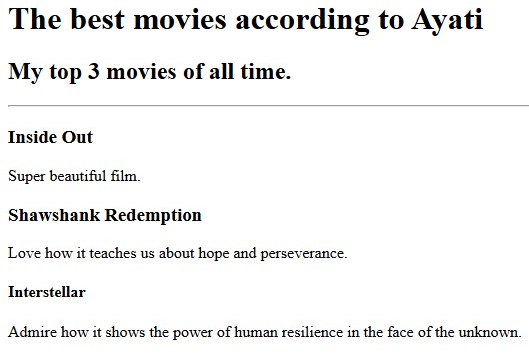 The best movies according to Ayati
My top 3 movies of all time.
Inside Out
Super beautiful film.
Shawshank Redemption
Love how it teaches us about hope and perseverance.
Interstellar
Admire how it shows the power of human resilience in the face of the unknown.